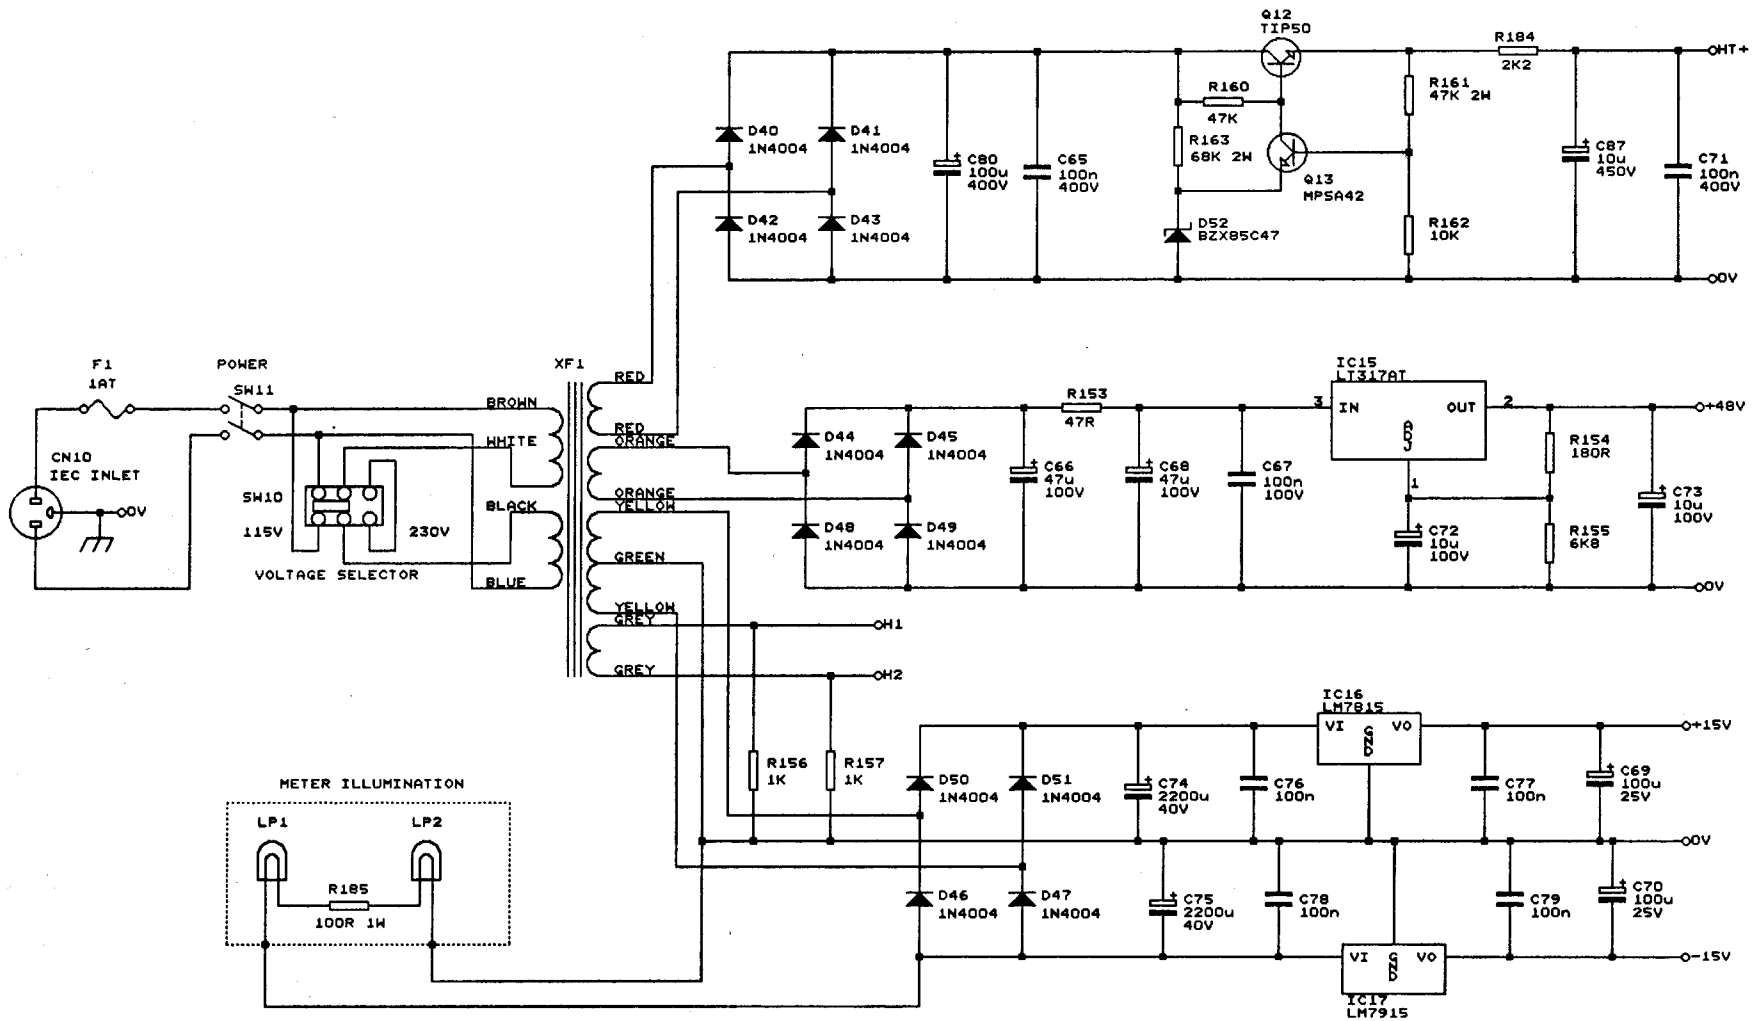 Q12
TIP50
R184
2K2
HT+
R160
47K
R161
47K 2W
D40
1N4004
D41
1N4004
R163
68K 2W
C80
100u
400V
C65
100n
400V
C87
10u
450V
C71
100n
400V
Q13
MPSA42
D42
1N4004
D43
1N4004
D52
BZX85C47
R162
10K
0V
F1
1AT
POWER
SW11
XF1
RED
RED
BROWN
WHITE
ORANGE
ORANGE
CN10
IEC INLET
SW10
115V
230V
VOLTAGE SELECTOR
0V
BLACK
BLUE
YELLOW
GREEN
YELLOW
GREY
GREY
H1
H2
R153
47R
IC15
LT317AT
3
IN
OUT
2
ADJ
1
+48V
D44
1N4004
D45
1N4004
C66
47u
100V
C68
47u
100V
C67
100n
100V
R154
180R
C73
10u
100V
D48
1N4004
D49
1N4004
C72
10u
100V
R155
6K8
0V
IC16
LM7815
VI
GND
VO
+15V
R156
1K
R157
1K
D50
1N4004
D51
1N4004
C74
2200u
40V
C76
100n
C77
100n
C69
100u
25V
0V
METER ILLUMINATION
LP1
LP2
R185
100R 1W
D46
1N4004
D47
1N4004
C75
2200u
40V
C78
100n
C79
100n
C70
100u
25V
VI
GND
VO
-15V
IC17
LM7915